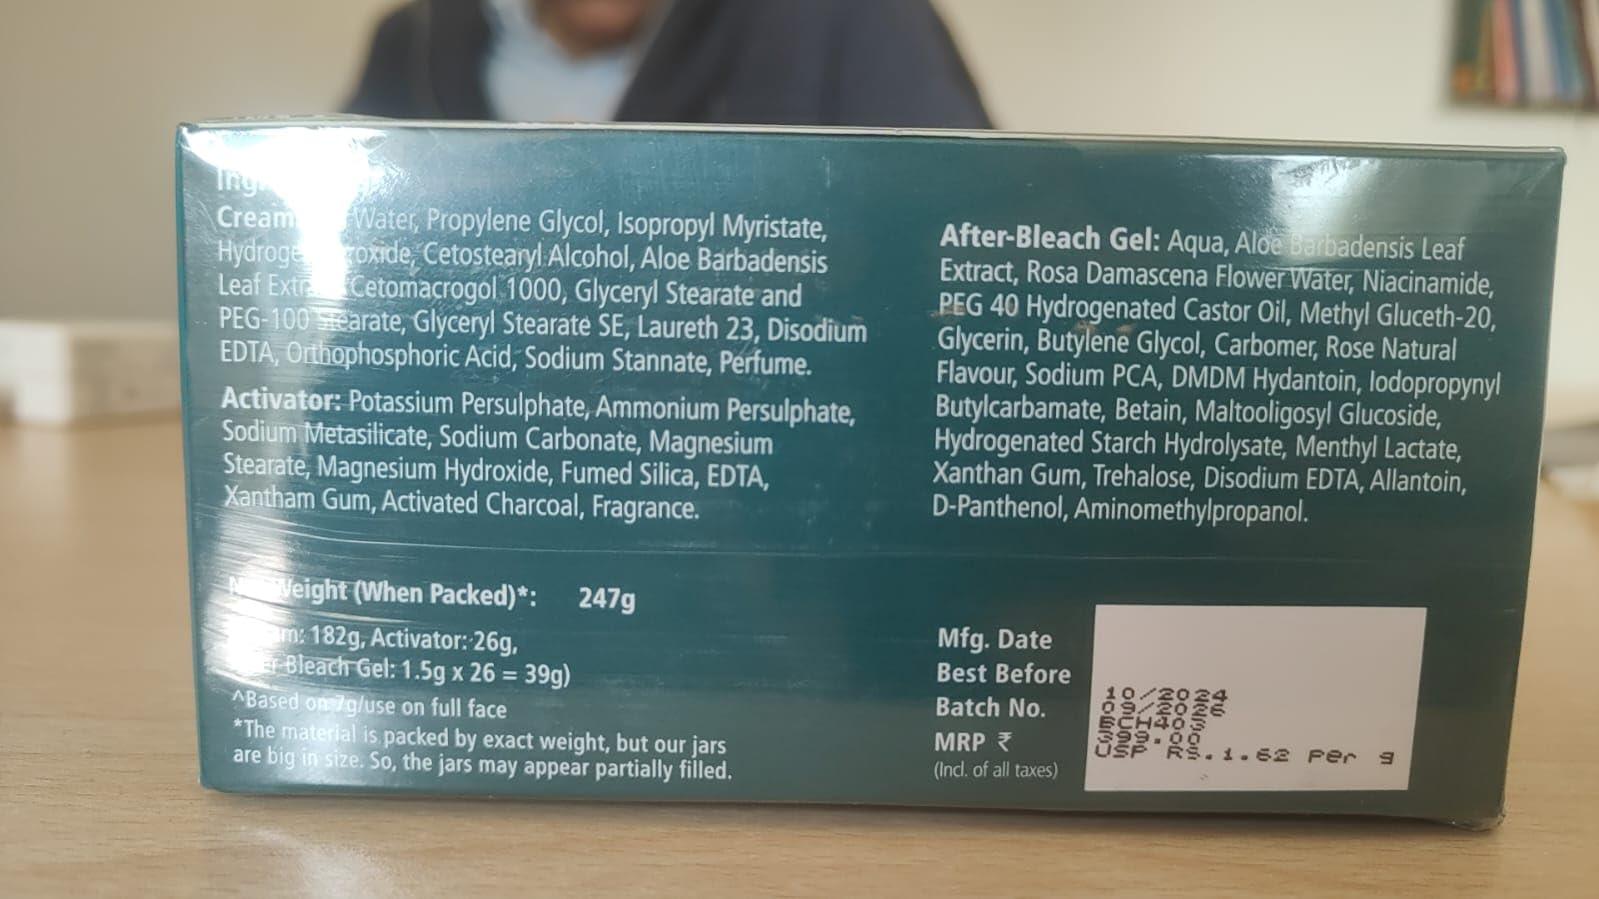 Cream Water, Propylene Glycol, Isopropyl Myristate,
Cetostearyl Alcohol, Aloe Barbadensis
Leaf Cetomacrogol 1000, Glyceryl Stearate and
PEG-100 Stearate, Glyceryl Stearate SE, Laureth 23, Disodium
EDTA, Orthophosphoric Acid, Sodium Stannate, Perfume.
Activator: Potassium Persulphate, Ammonium Persulphate,
Sodium Metasilicate, Sodium Carbonate, Magnesium
Stearate, Magnesium Hydroxide, Fumed Silica, EDTA,
Xantham Gum, Activated Charcoal, Fragrance.
Weight (When Packed)*: 247g
182g, Activator: 26g,
Bleach Gel: 1.5g x 26 = 39g)
^Based on 7g/use on full face
*The material is packed by exact weight, but our jars
are big in size. So, the jars may appear partially filled.
After-Bleach Gel: Aqua, Aloe Barbadensis Leaf
Extract, Rosa Damascena Flower Water, Niacinamide,
PEG 40 Hydrogenated Castor Oil, Methyl Gluceth-20,
Glycerin, Butylene Glycol, Carbomer, Rose Natural
Flavour, Sodium PCA, DMDM Hydantoin, Iodopropynyl
Butylcarbamate, Betain, Maltooligosyl Glucoside,
Hydrogenated Starch Hydrolysate, Menthyl Lactate,
Xanthan Gum, Trehalose, Disodium EDTA, Allantoin,
D-Panthenol, Aminomethylpropanol.
Mfg. Date
Best Before
Batch No.
MRP ₹
(Incl. of all taxes)
10/2024
USP Rs.1.62 Per g